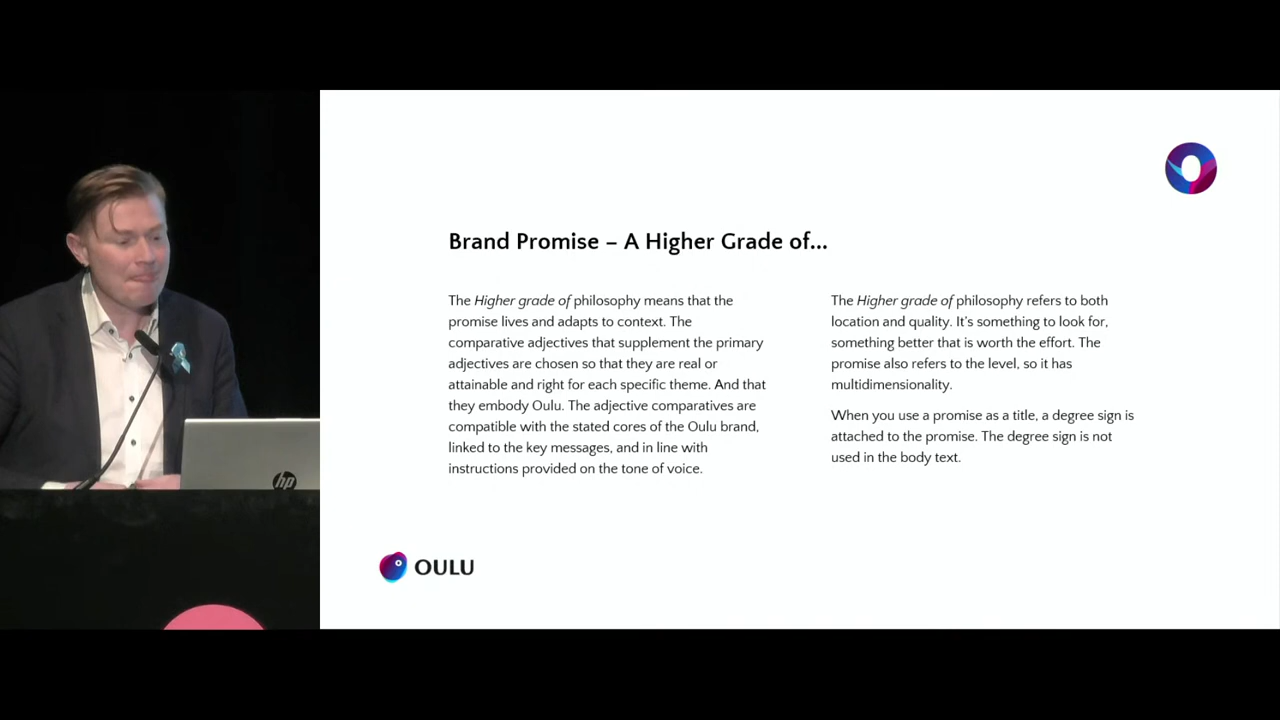 Brand Promise – A Higher Grade of...
The Higher grade of philosophy means that the
promise lives and adapts to context. The
comparative adjectives that supplement the primary
adjectives are chosen so that they are real or
attainable and right for each specific theme. And that
they embody Oulu. The adjective comparatives are
compatible with the stated cores of the Oulu brand,
linked to the key messages, and in line with
instructions provided on the tone of voice.
The Higher grade of philosophy refers to both
location and quality. It's something to look for,
something better that is worth the effort. The
promise also refers to the level, so it has
multidimensionality.
When you use a promise as a title, a degree sign is
attached to the promise. The degree sign is not
used in the body text.
OULU
hp